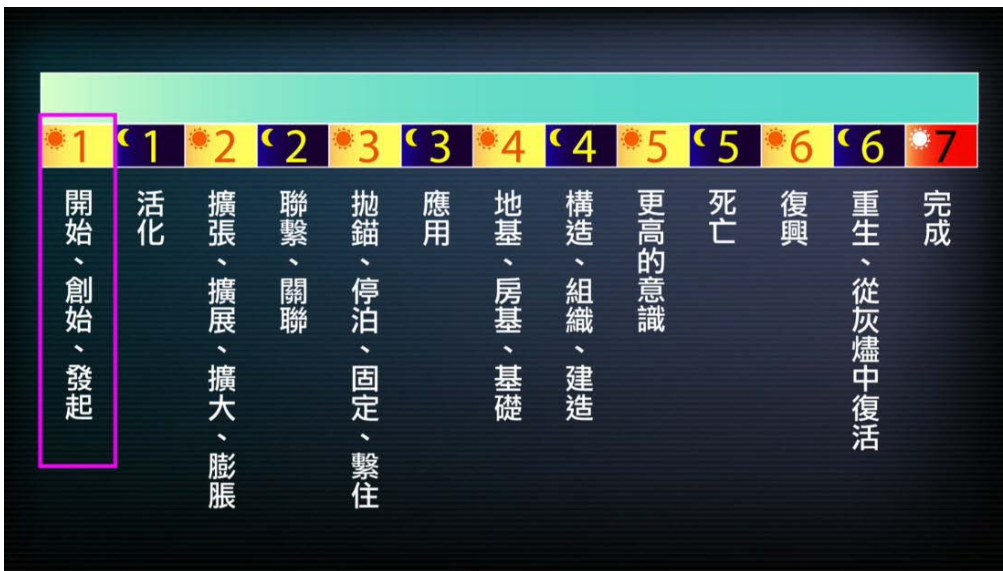 1 1 2 2 3 3 4 4 5 5 6 6 7
開始、創始、發起
活化
擴張、擴展、擴大、膨脹
聯繫、關聯
拋錨、停泊、固定、繫住
應用
地基、房基、基礎
構造、組織、建造
更高的意識
死亡
復興
重生、從灰燼中復活
完成